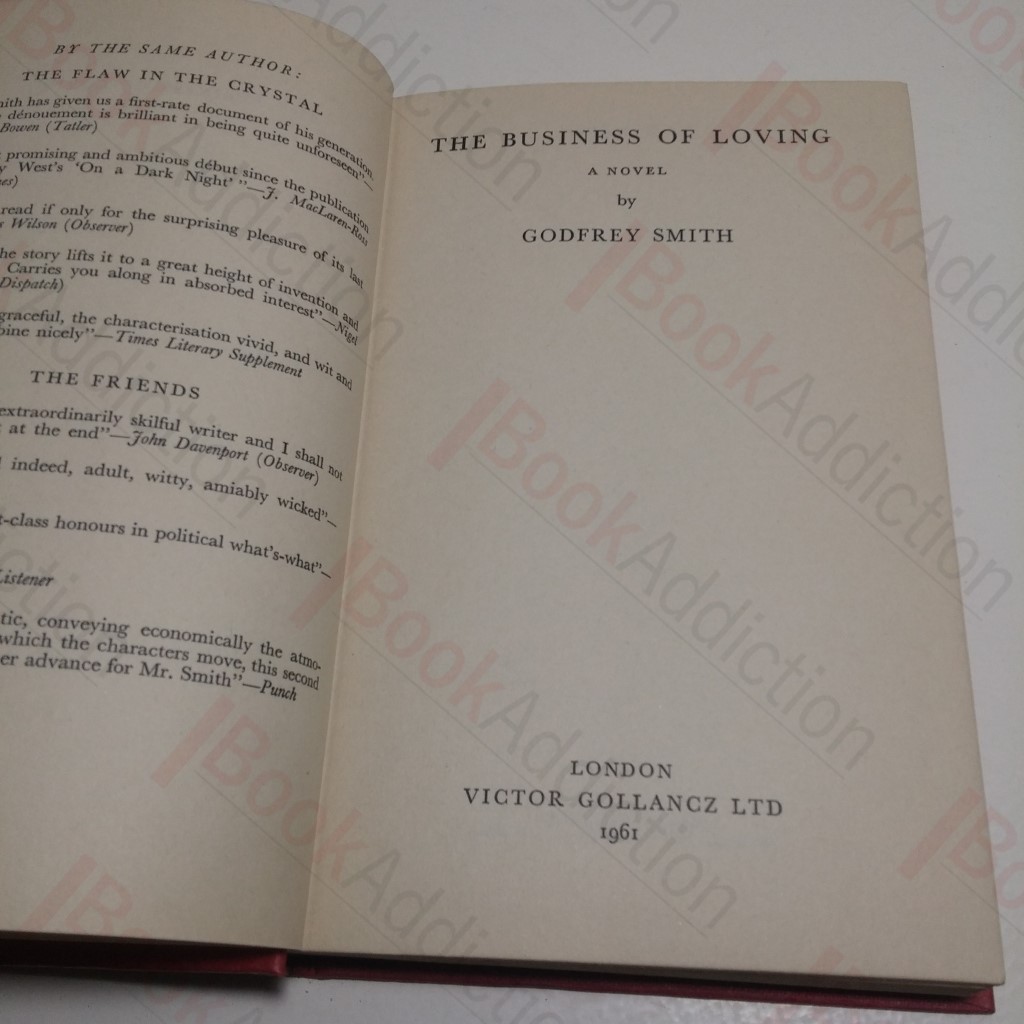 BY THE SAME AUTHOR:
THE FLAW IN THE CRYSTAL
has given us a first-rate document of his generation,
dénouement is brilliant in being quite unforeseen"—
Bowen (Tatler)
promising and ambitious début since the publication
West's 'On a Dark Night' "—J. MacLaren-Ross
read if only for the surprising pleasure of its last
Wilson (Observer)
the story lifts it to a great height of invention and
Carries you along in absorbed interest"—Nigel
Dispatch)
graceful, the characterisation vivid, and wit and
nicely"—Times Literary Supplement
THE FRIENDS
extraordinarily skilful writer and I shall not
at the end"—John Davenport (Observer)
indeed, adult, witty, amiably wicked"—
-class honours in political what's-what"—
Listener
conveying economically the atmo-
which the characters move, this second
advance for Mr. Smith"—Punch
THE BUSINESS OF LOVING
A NOVEL
by
GODFREY SMITH
LONDON
VICTOR GOLLANCZ LTD
1961
BookAddiction
BookAddiction
BookAddiction
BookAddiction
BookAddiction